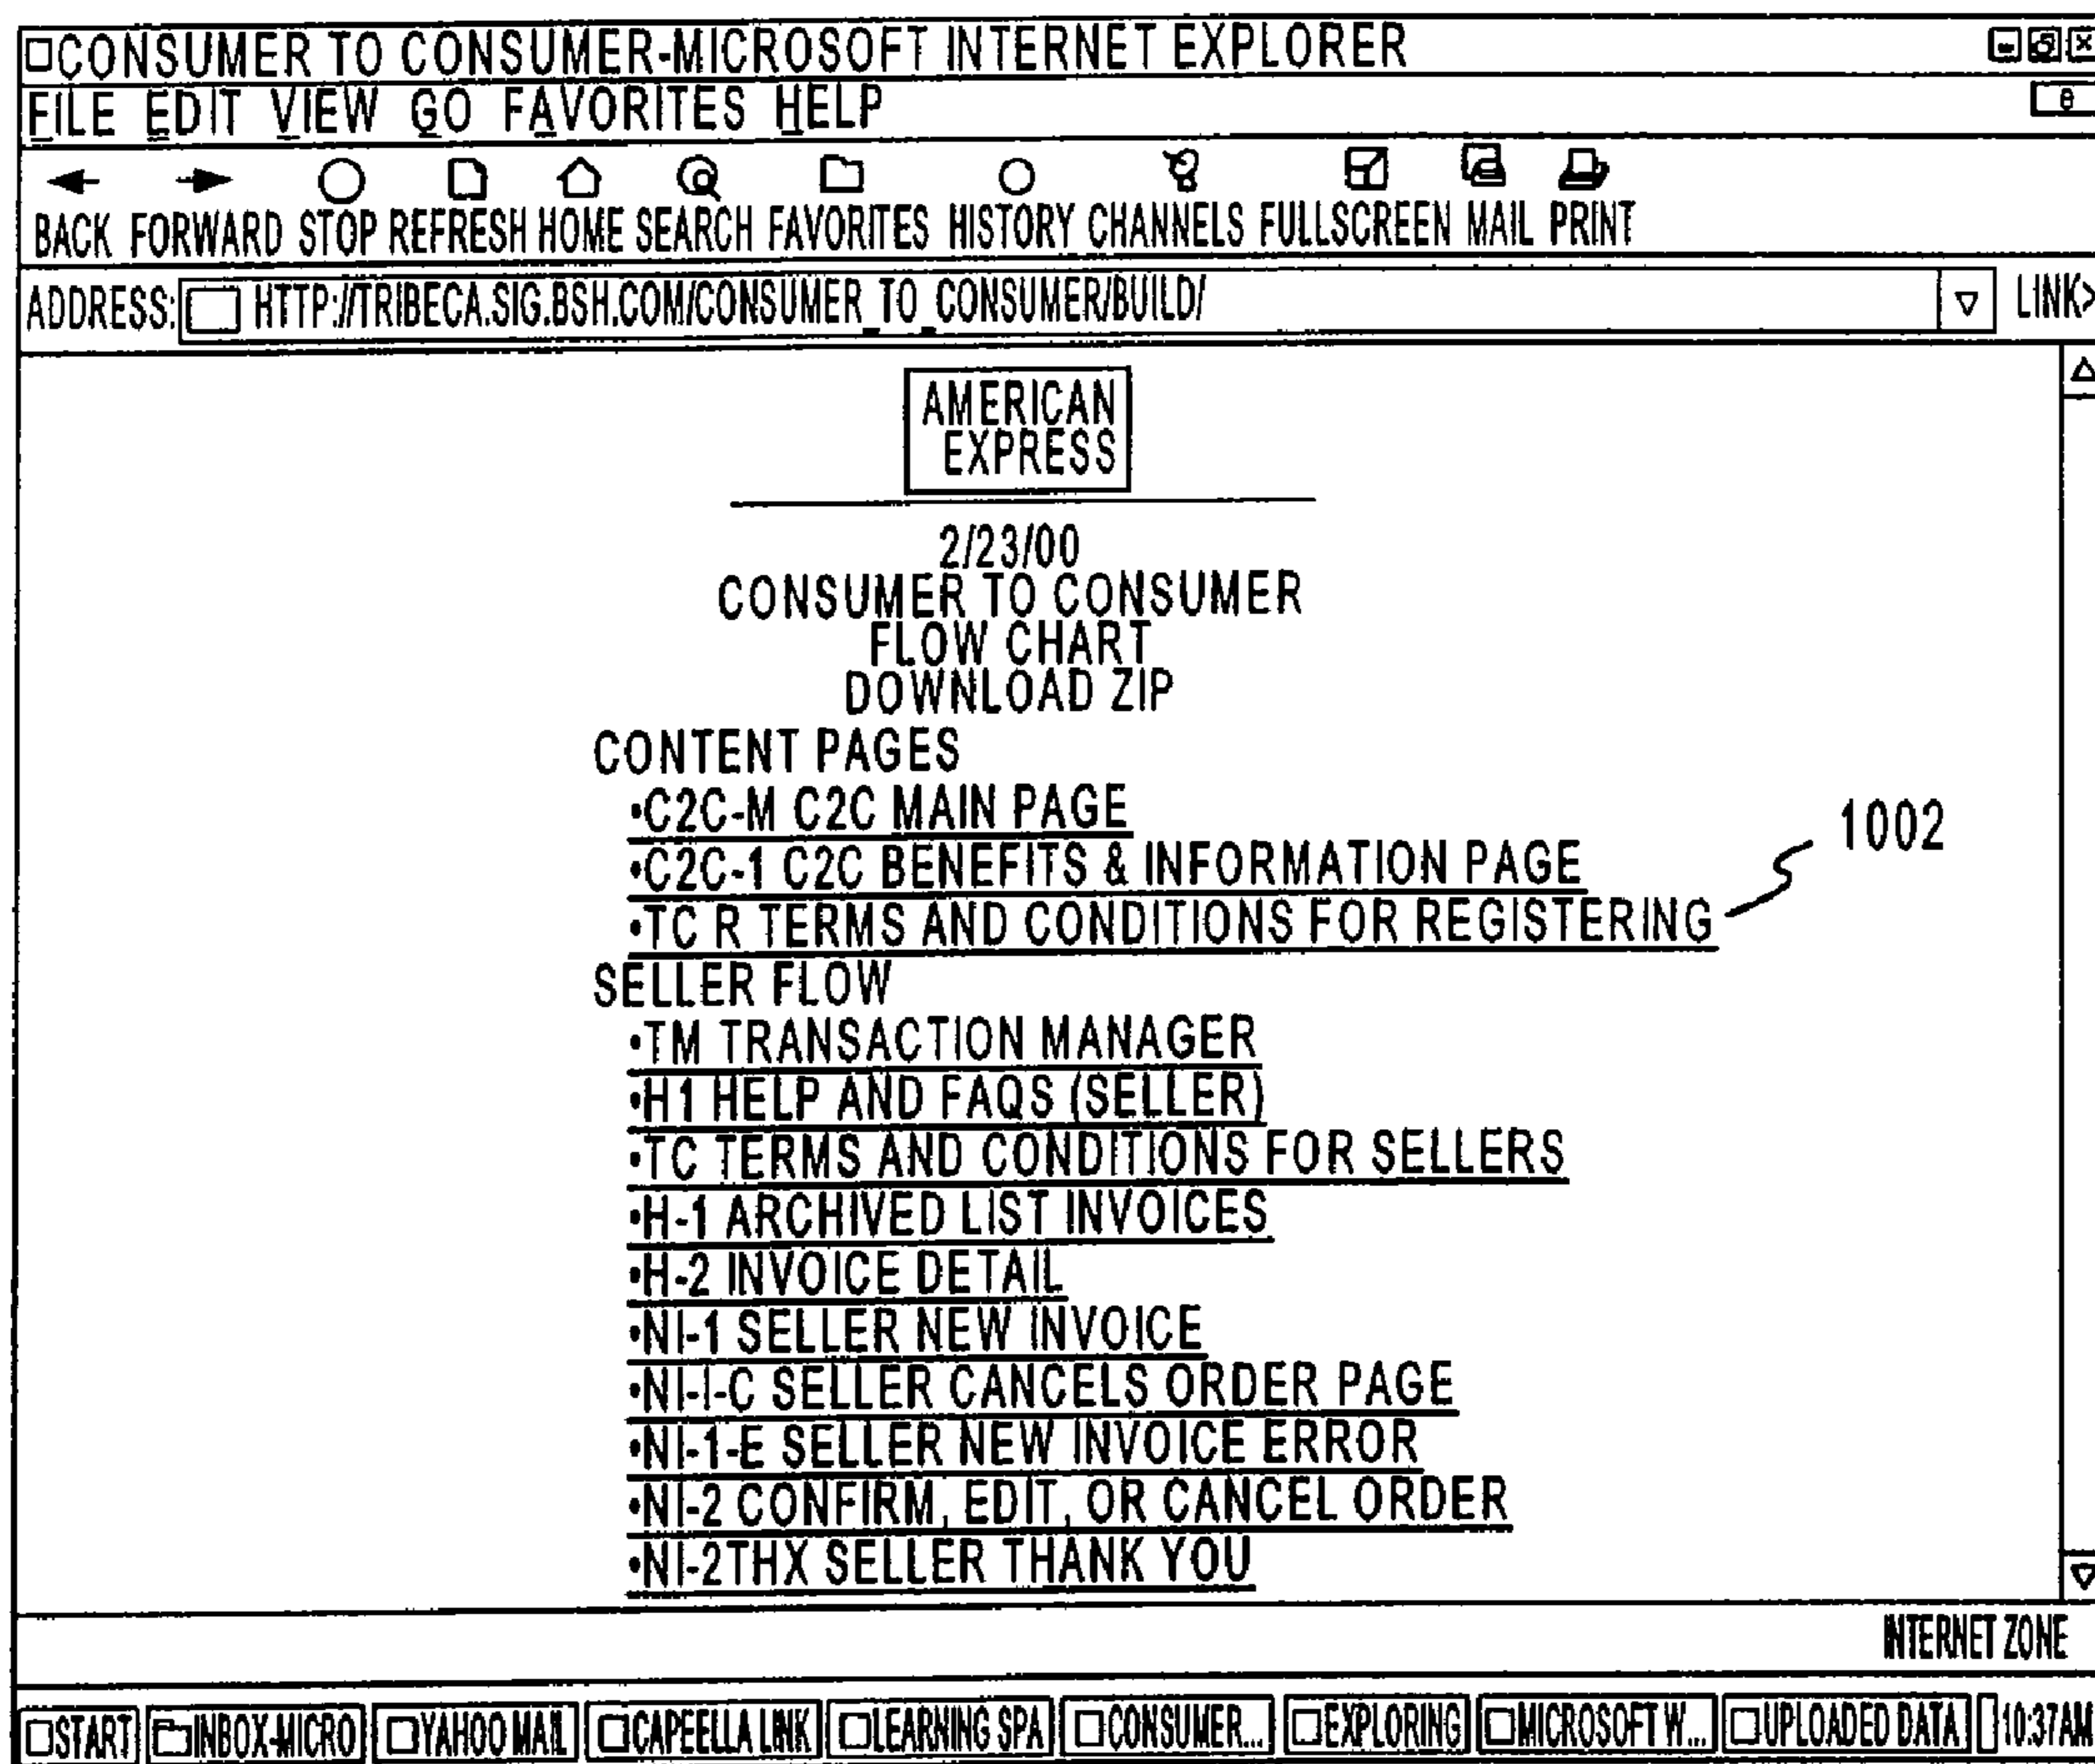 CONSUMER TO CONSUMER-MICROSOFT INTERNET EXPLORER
FILE EDIT VIEW GO FAVORITES HELP
e
BACK FORWARD STOP REFRESH HOME SEARCH FAVORITES HISTORY CHANNELS FULLSCREEN MAIL PRINT
ADDRESS: HTTP://TRIBECA.SIG.BSH.COM/CONSUMER_TO_CONSUMER/BUILD/ LINK>
AMERICAN
EXPRESS
2/23/00
CONSUMER TO CONSUMER
FLOW CHART
DOWNLOAD ZIP
CONTENT PAGES
•C2C-M C2C MAIN PAGE
1002
•C2C-1 C2C BENEFITS & INFORMATION PAGE
•TC R TERMS AND CONDITIONS FOR REGISTERING
SELLER FLOW
•TM TRANSACTION MANAGER
•H1 HELP AND FAQS (SELLER)
•TC TERMS AND CONDITIONS FOR SELLERS
•H-1 ARCHIVED LIST INVOICES
•H-2 INVOICE DETAIL
•NI-1 SELLER NEW INVOICE
•NI-I-C SELLER CANCELS ORDER PAGE
•NI-1-E SELLER NEW INVOICE ERROR
•NI-2 CONFIRM, EDIT, OR CANCEL ORDER
•NI-2THX SELLER THANK YOU
INTERNET ZONE
START INBOX-MICRO YAHOO MAIL CAPEELLA LINK LEARNING SPA CONSUMER... EXPLORING MICROSOFT W... UPLOADED DATA 10:37AM